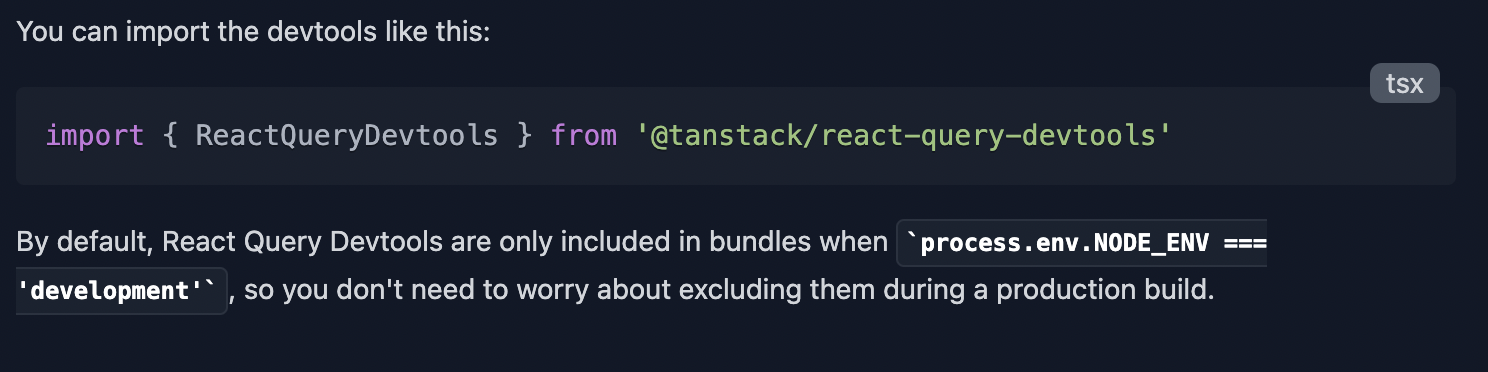 You can import the devtools like this:
tsx
import { ReactQueryDevtools } from '@tanstack/react-query-devtools'
By default, React Query Devtools are only included in bundles when `process.env.NODE_ENV ===
'development'`, so you don't need to worry about excluding them during a production build.